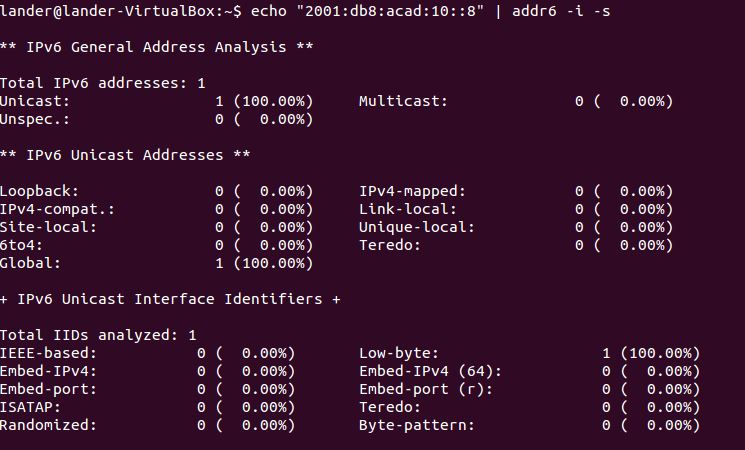 lander@lander-VirtualBox:~$ echo "2001:db8:acad:10::8" | addr6 -i -s
** IPv6 General Address Analysis **
Total IPv6 addresses: 1
Unicast: 1 (100.00%) Multicast: 0 ( 0.00%)
Unspec.: 0 ( 0.00%)
** IPv6 Unicast Addresses **
Loopback: 0 ( 0.00%) IPv4-mapped: 0 ( 0.00%)
IPv4-compat.: 0 ( 0.00%) Link-local: 0 ( 0.00%)
Site-local: 0 ( 0.00%) Unique-local: 0 ( 0.00%)
6to4: 0 ( 0.00%) Teredo: 0 ( 0.00%)
Global: 1 (100.00%)
+ IPv6 Unicast Interface Identifiers +
Total IIDs analyzed: 1
IEEE-based: 0 ( 0.00%) Low-byte: 1 (100.00%)
Embed-IPv4: 0 ( 0.00%) Embed-IPv4 (64): 0 ( 0.00%)
Embed-port: 0 ( 0.00%) Embed-port (r): 0 ( 0.00%)
ISATAP: 0 ( 0.00%) Teredo: 0 ( 0.00%)
Randomized: 0 ( 0.00%) Byte-pattern: 0 ( 0.00%)